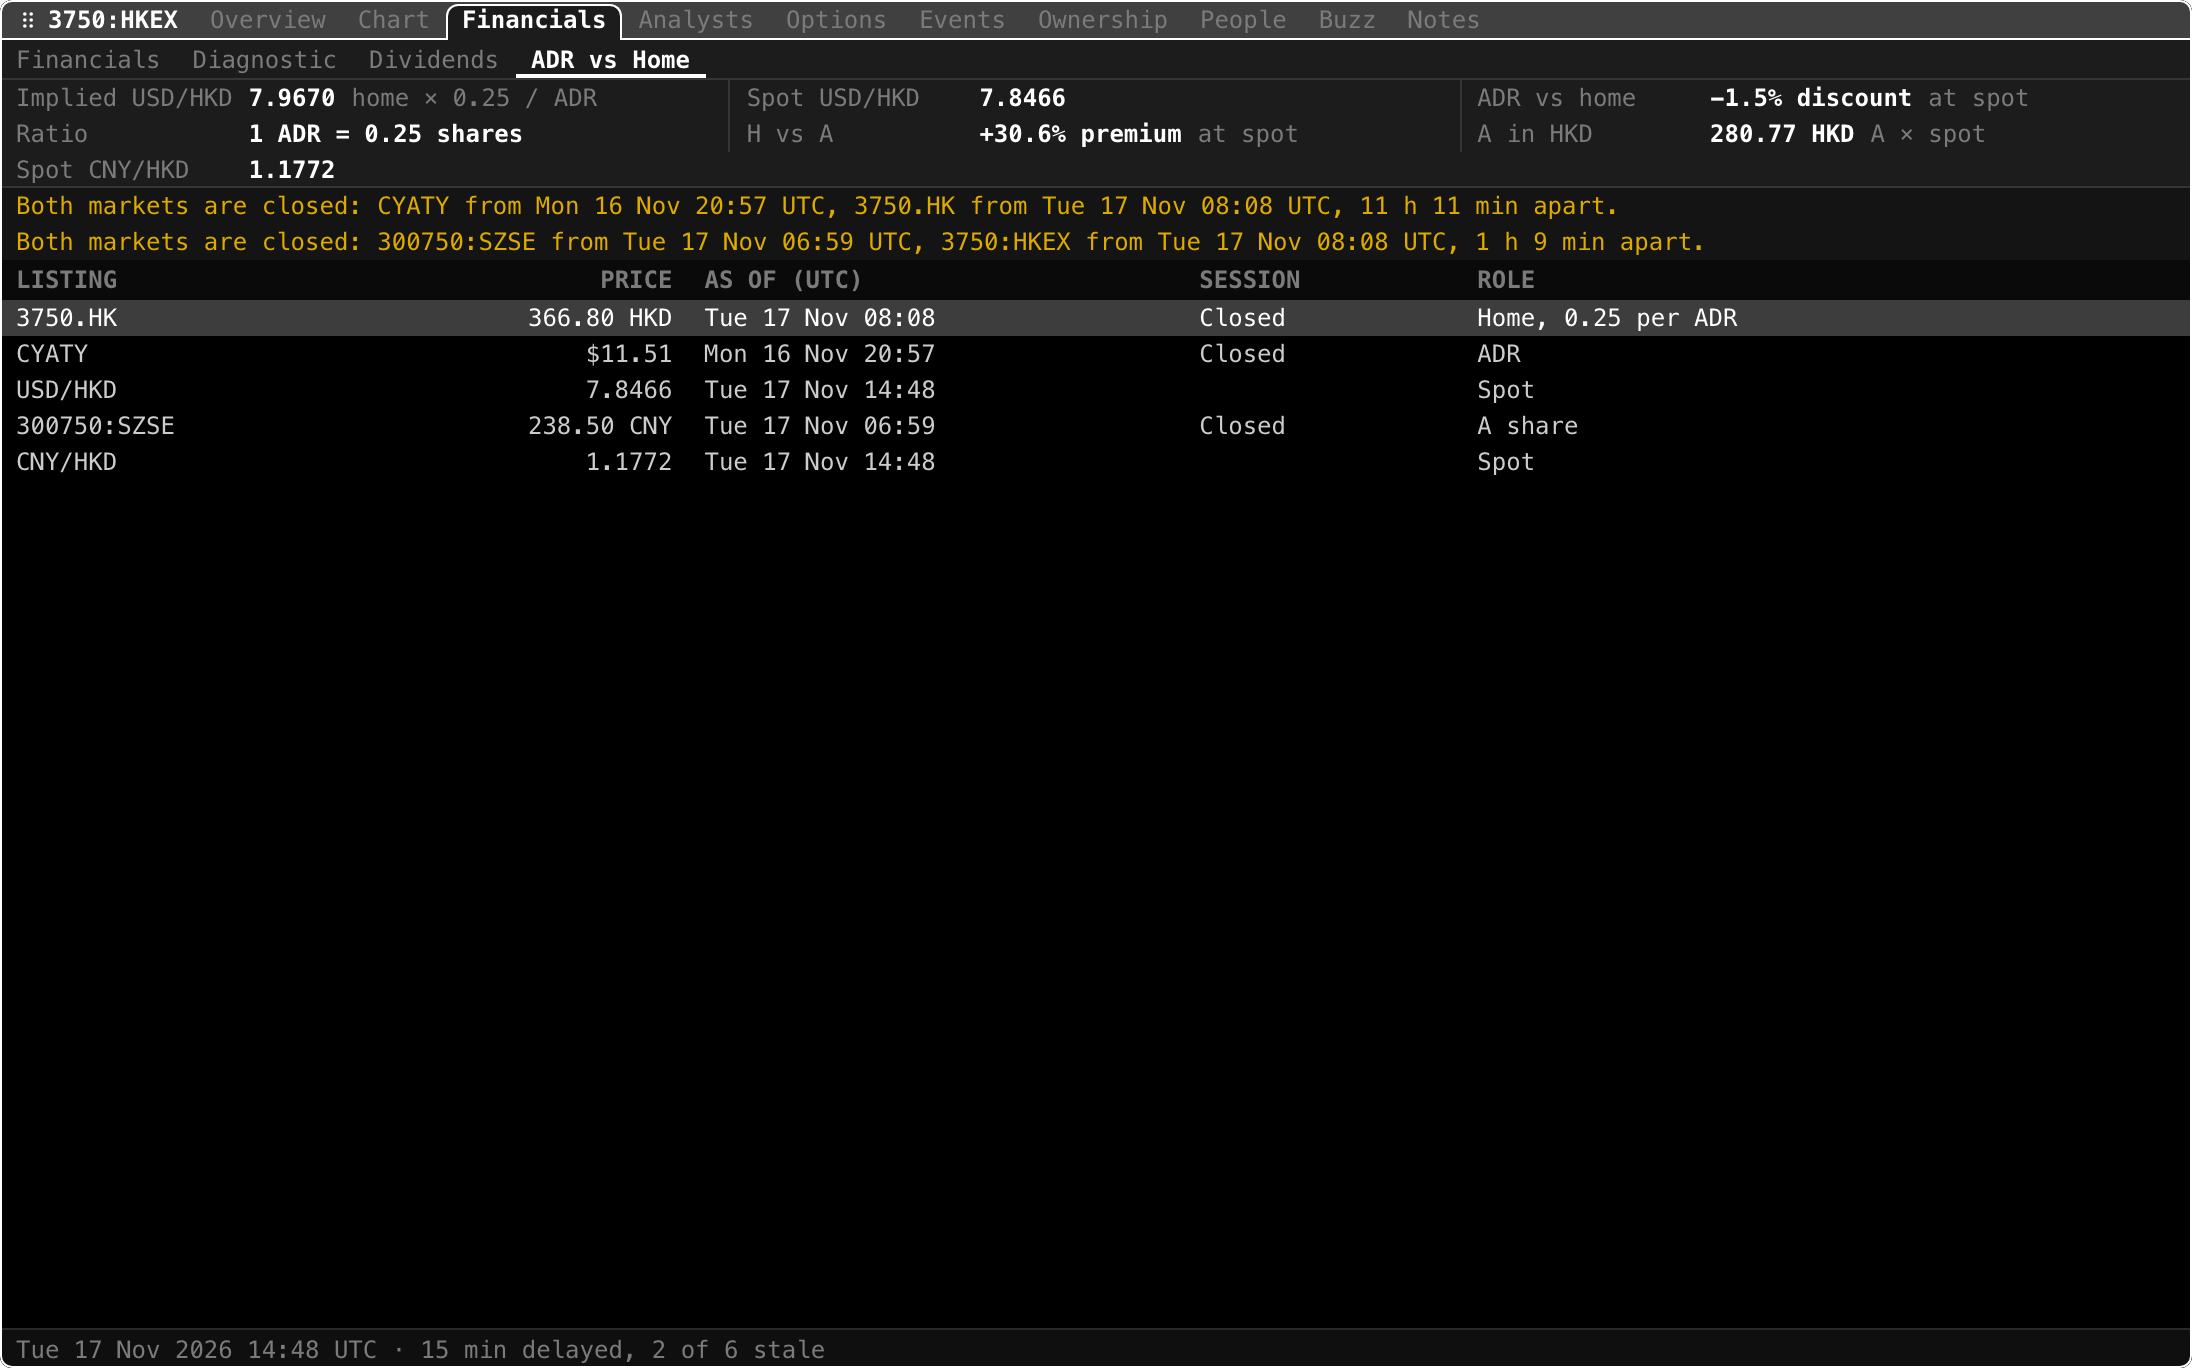 3750:HKEX Overview Chart Financials Analysts Options Events Ownership People Buzz Notes
Financials Diagnostic Dividends ADR vs Home
Implied USD/HKD 7.9670 home × 0.25 / ADR Spot USD/HKD 7.8466 ADR vs home −1.5% discount at spot
Ratio 1 ADR = 0.25 shares H vs A +30.6% premium at spot A in HKD 280.77 HKD A × spot
Spot CNY/HKD 1.1772
Both markets are closed: CYATY from Mon 16 Nov 20:57 UTC, 3750.HK from Tue 17 Nov 08:08 UTC, 11 h 11 min apart.
Both markets are closed: 300750:SZSE from Tue 17 Nov 06:59 UTC, 3750:HKEX from Tue 17 Nov 08:08 UTC, 1 h 9 min apart.
LISTING PRICE AS OF (UTC) SESSION ROLE
3750.HK 366.80 HKD Tue 17 Nov 08:08 Closed Home, 0.25 per ADR
CYATY $11.51 Mon 16 Nov 20:57 Closed ADR
USD/HKD 7.8466 Tue 17 Nov 14:48 Spot
300750:SZSE 238.50 CNY Tue 17 Nov 06:59 Closed A share
CNY/HKD 1.1772 Tue 17 Nov 14:48 Spot
Tue 17 Nov 2026 14:48 UTC · 15 min delayed, 2 of 6 stale